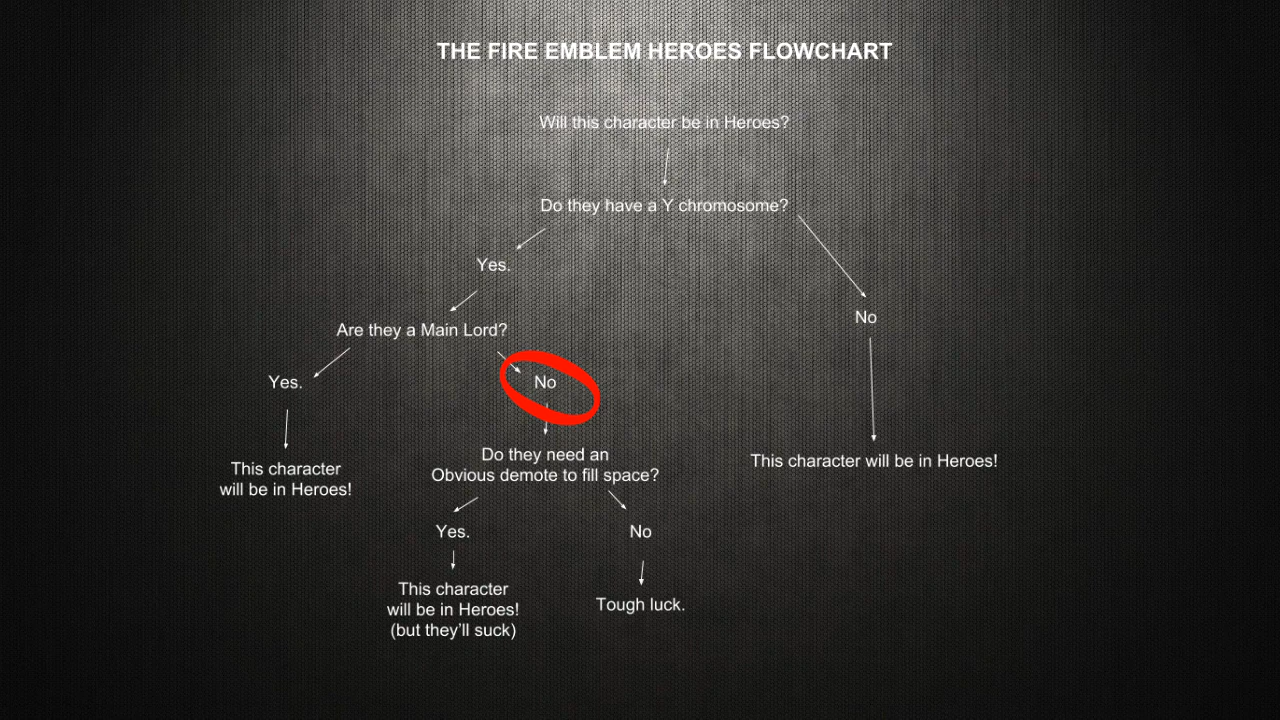 THE FIRE EMBLEM HEROES FLOWCHART
Will this character be in Heroes?
Do they have a Y chromosome?
Yes.
No
Are they a Main Lord?
Yes.
No
This character
will be in Heroes!
Do they need an
Obvious demote to fill space?
This character will be in Heroes!
Yes.
No
This character
will be in Heroes!
(but they'll suck)
Tough luck.